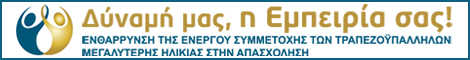 Δύναμή μας, η Εμπειρία σας!
ΕΝΘΑΡΡΥΝΣΗ ΤΗΣ ΕΝΕΡΓΟΥ ΣΥΜΜΕΤΟΧΗΣ ΤΩΝ ΤΡΑΠΕΖΟΫΠΑΛΛΗΛΩΝ
ΜΕΓΑΛΥΤΕΡΗΣ ΗΛΙΚΙΑΣ ΣΤΗΝ ΑΠΑΣΧΟΛΗΣΗ